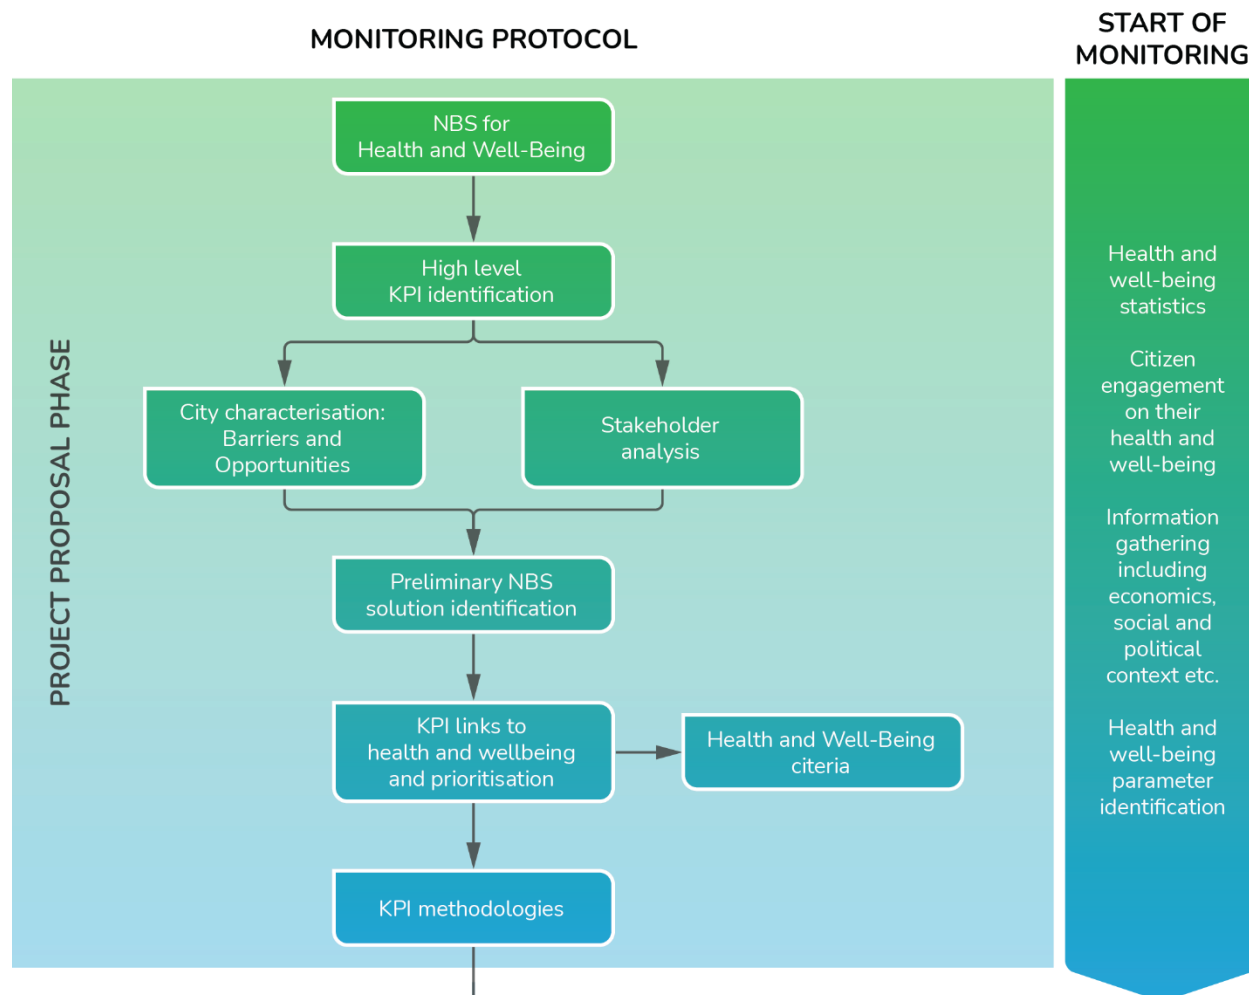 MONITORING PROTOCOL
START OF
MONITORING
PROJECT PROPOSAL PHASE
NBS for
Health and Well-Being
High level
KPI identification
City characterisation:
Barriers and
Opportunities
Stakeholder
analysis
Preliminary NBS
solution identification
KPI links to
health and wellbeing
and prioritisation
Health and Well-Being
citeria
KPI methodologies
Health and
well-being
statistics
Citizen
engagement
on their
health and
well-being
Information
gathering
including
economics,
social and
political
context etc.
Health and
well-being
parameter
identification